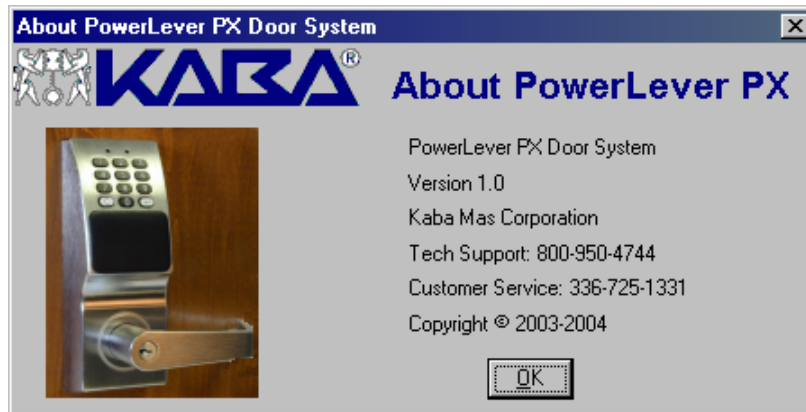 About PowerLever PX Door System
KABA®
About PowerLever PX
PowerLever PX Door System
Version 1.0
Kaba Mas Corporation
Tech Support: 800-950-4744
Customer Service: 336-725-1331
Copyright © 2003-2004
OK